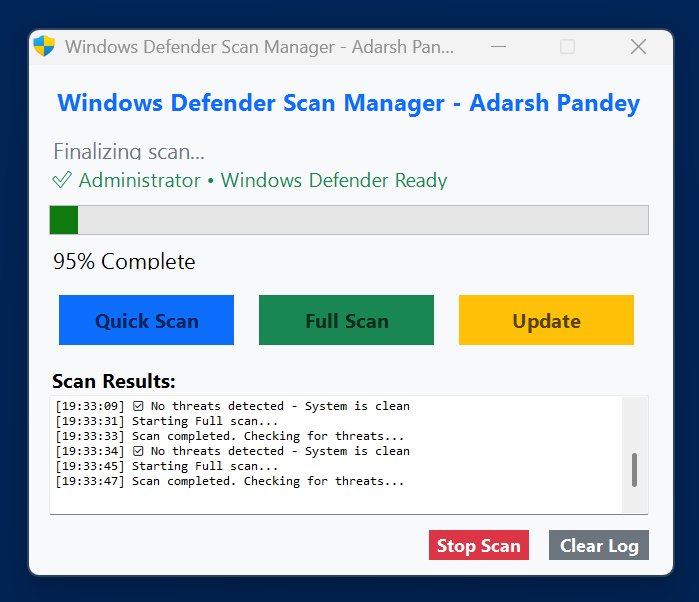 Windows Defender Scan Manager - Adarsh Pan...
Windows Defender Scan Manager - Adarsh Pandey
Finalizing scan...
✓ Administrator • Windows Defender Ready
95% Complete
Quick Scan
Full Scan
Update
Scan Results:
[19:33:09] ☑ No threats detected - System is clean
[19:33:31] Starting Full scan...
[19:33:33] Scan completed. Checking for threats...
[19:33:34] ☑ No threats detected - System is clean
[19:33:45] Starting Full scan...
[19:33:47] Scan completed. Checking for threats...
Stop Scan
Clear Log